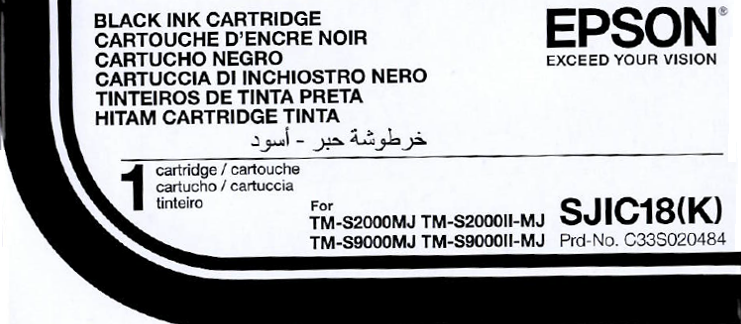 BLACK INK CARTRIDGE
CARTOUCHE D'ENCRE NOIR
CARTUCHO NEGRO
CARTUCCIA DI INCHIOSTRO NERO
TINTEIROS DE TINTA PRETA
HITAM CARTRIDGE TINTA
خرطوشة حبر - أسود
EPSON®
EXCEED YOUR VISION
1
cartridge / cartouche
cartucho / cartuccia
tinteiro
For
TM-S2000MJ TM-S2000II-MJ
TM-S9000MJ TM-S9000II-MJ
SJIC18(K)
Prd-No. C33S020484